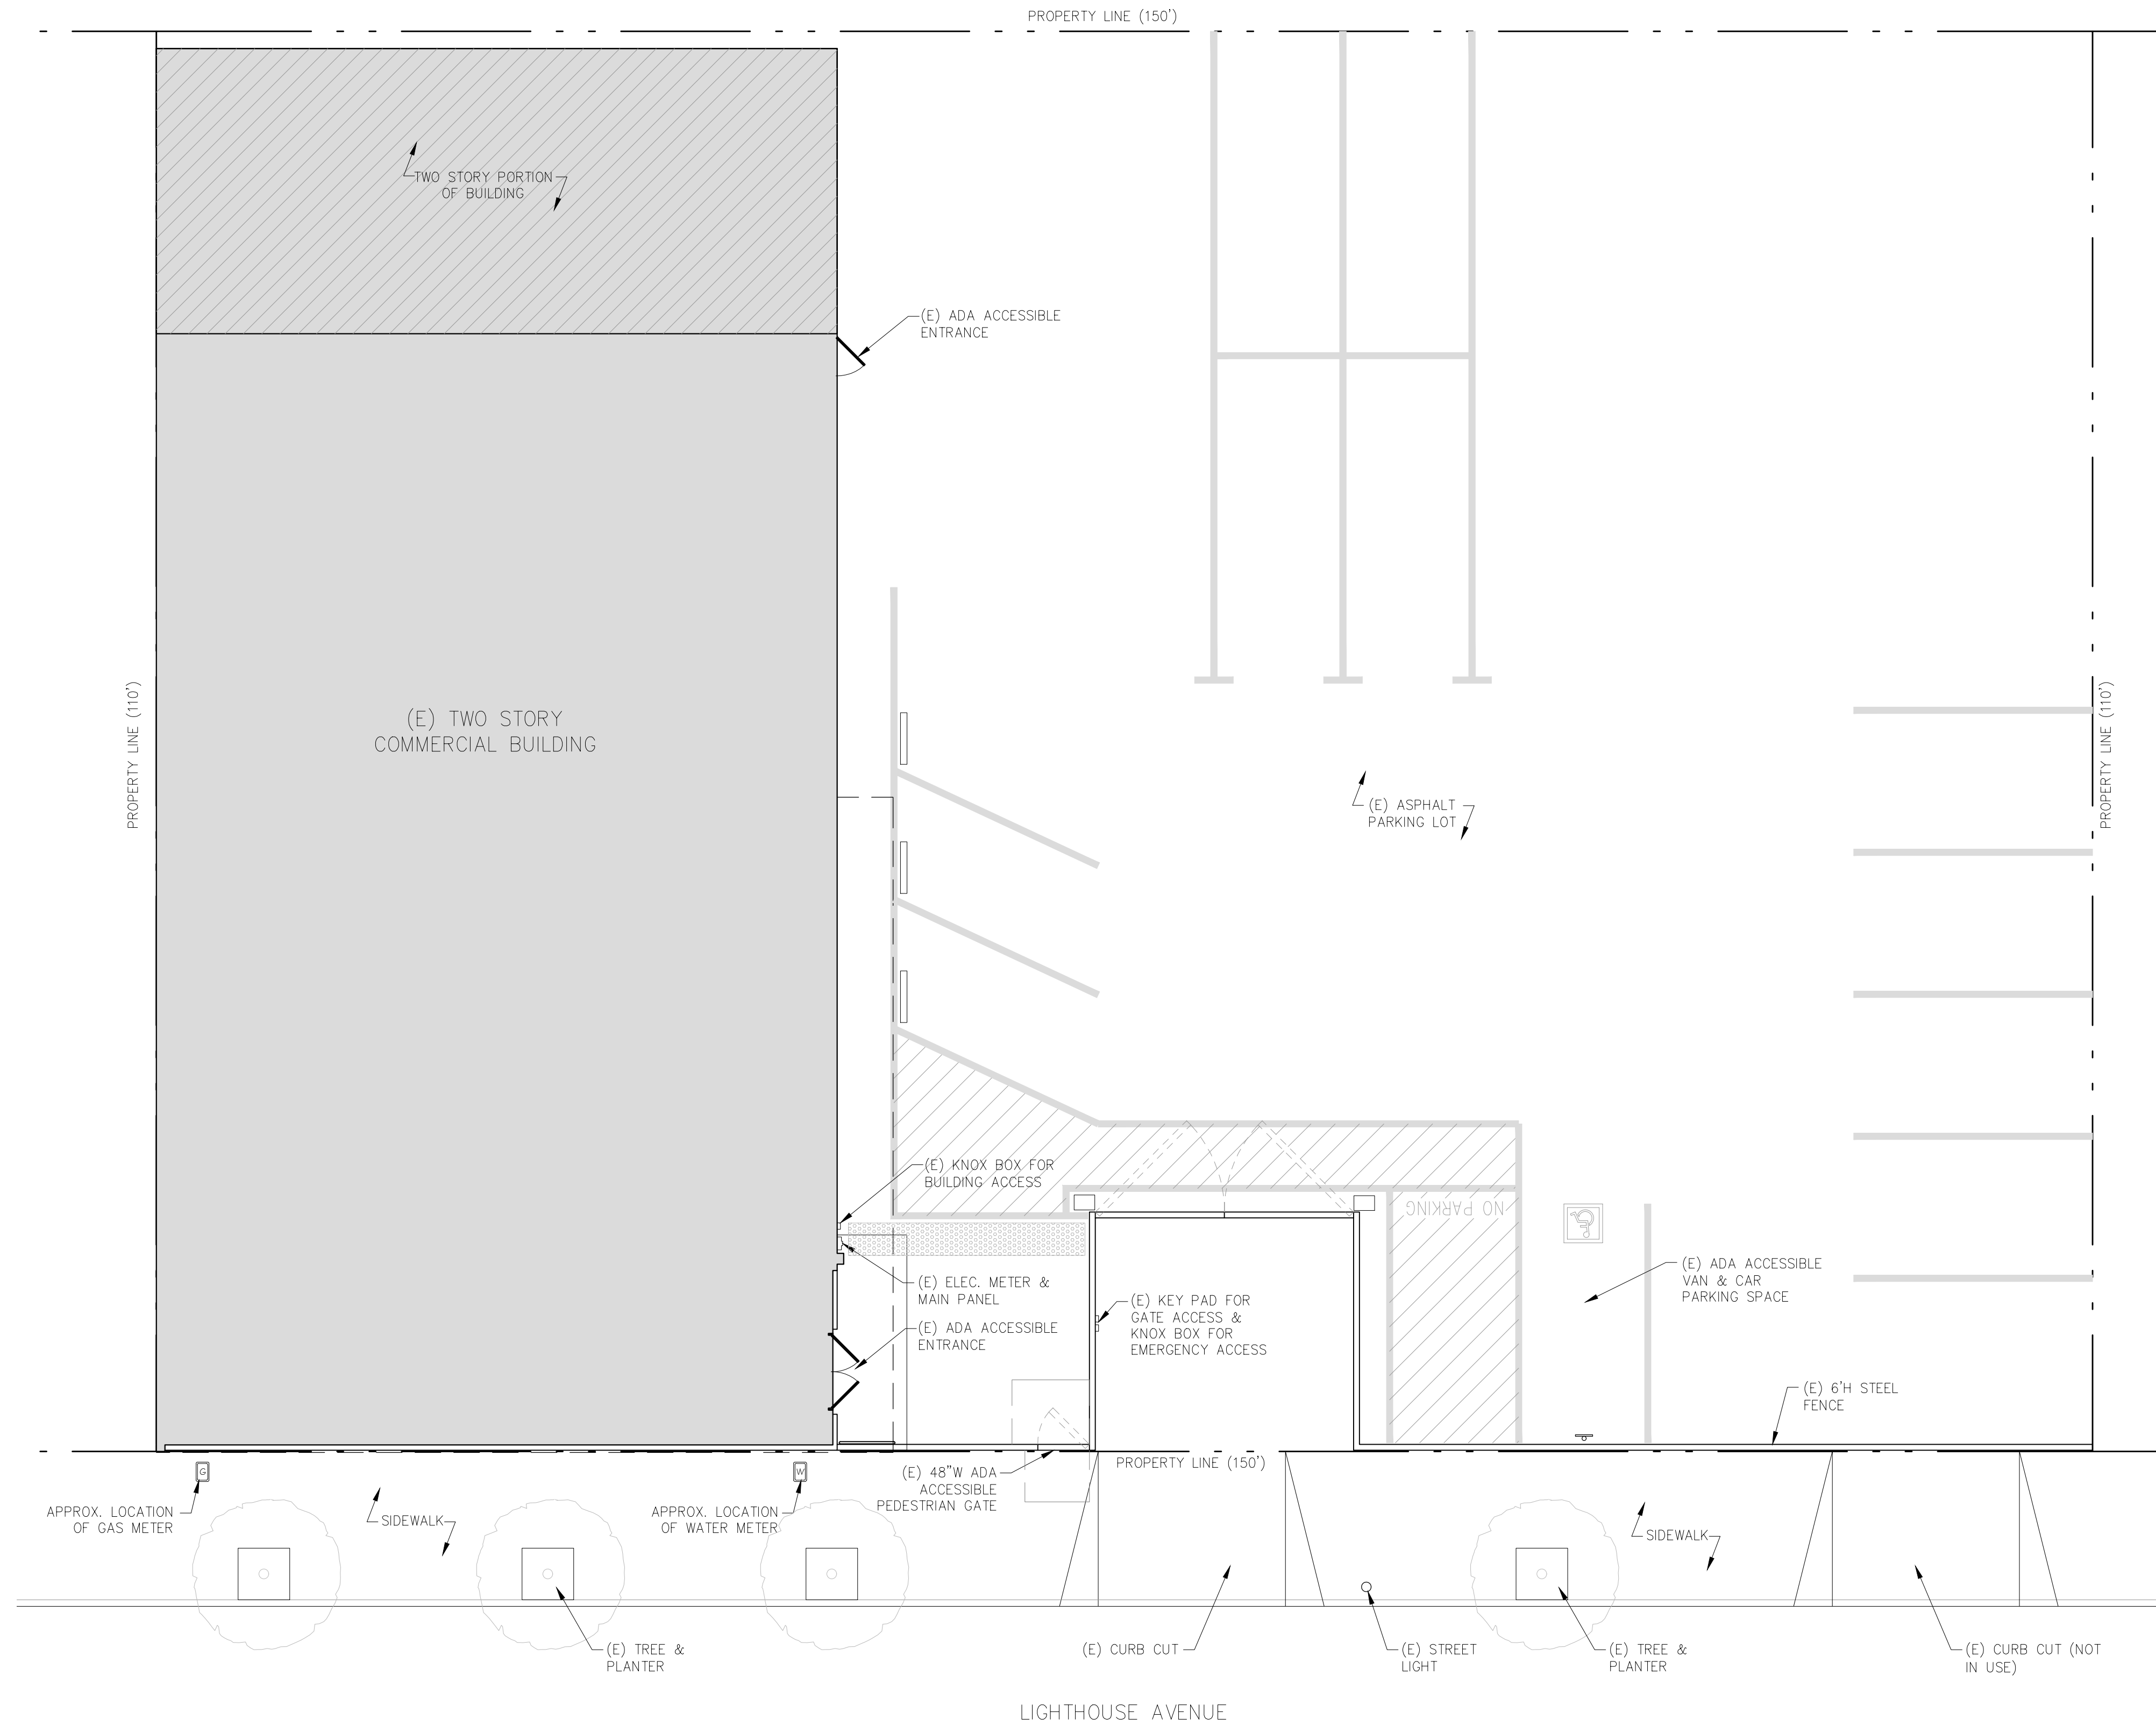 PROPERTY LINE (150')
TWO STORY PORTION
OF BUILDING
(E) ADA ACCESSIBLE
ENTRANCE
(E) TWO STORY
COMMERCIAL BUILDING
PROPERTY LINE (110')
PROPERTY LINE (110')
(E) ASPHALT
PARKING LOT
(E) KNOX BOX FOR
BUILDING ACCESS
NO PARKING
(E) ELEC. METER &
MAIN PANEL
(E) ADA ACCESSIBLE
ENTRANCE
(E) KEY PAD FOR
GATE ACCESS &
KNOX BOX FOR
EMERGENCY ACCESS
(E) ADA ACCESSIBLE
VAN & CAR
PARKING SPACE
(E) 6'H STEEL
FENCE
PROPERTY LINE (150')
G
W
(E) 48"W ADA
ACCESSIBLE
PEDESTRIAN GATE
APPROX. LOCATION
OF GAS METER
SIDEWALK
APPROX. LOCATION
OF WATER METER
SIDEWALK
(E) TREE &
PLANTER
(E) CURB CUT
(E) STREET
LIGHT
(E) TREE &
PLANTER
(E) CURB CUT (NOT
IN USE)
LIGHTHOUSE AVENUE